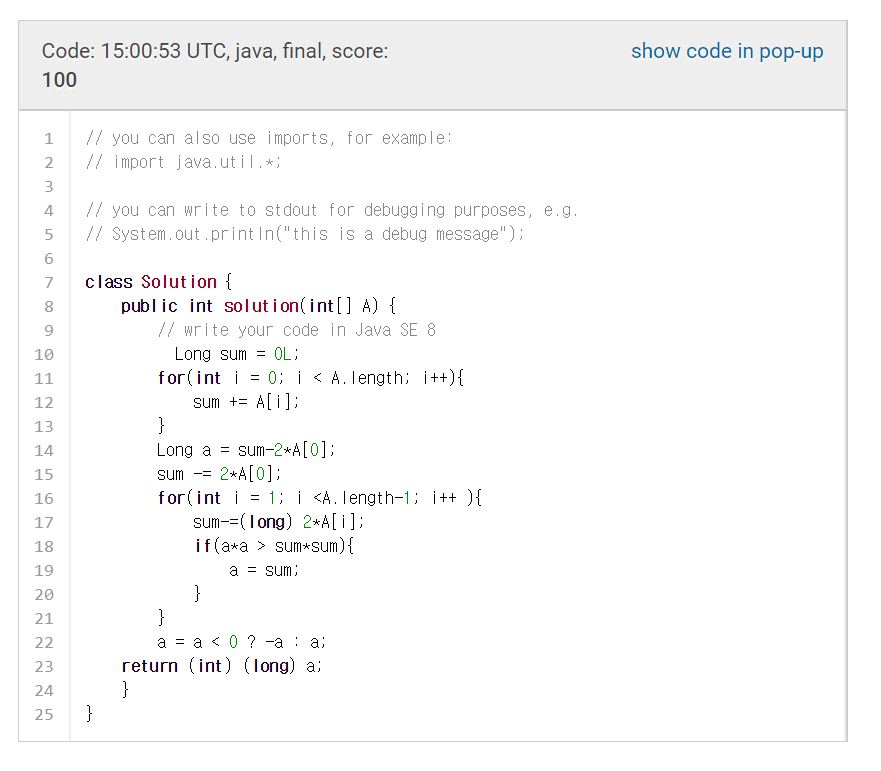 Code: 15:00:53 UTC, java, final, score:
100
show code in pop-up
1 // you can also use imports, for example:
2 // import java.util.*;
3
4 // you can write to stdout for debugging purposes, e.g.
5 // System.out.println("this is a debug message");
6
7 class Solution {
8 public int solution(int[] A) {
9 // write your code in Java SE 8
10 Long sum = 0L;
11 for(int i = 0; i < A.length; i++){
12 sum += A[i];
13 }
14 Long a = sum-2*A[0];
15 sum -= 2*A[0];
16 for(int i = 1; i <A.length-1; i++ ){
17 sum-=(long) 2*A[i];
18 if(a*a > sum*sum){
19 a = sum;
20 }
21 }
22 a = a < 0 ? -a : a;
23 return (int) (long) a;
24 }
25 }